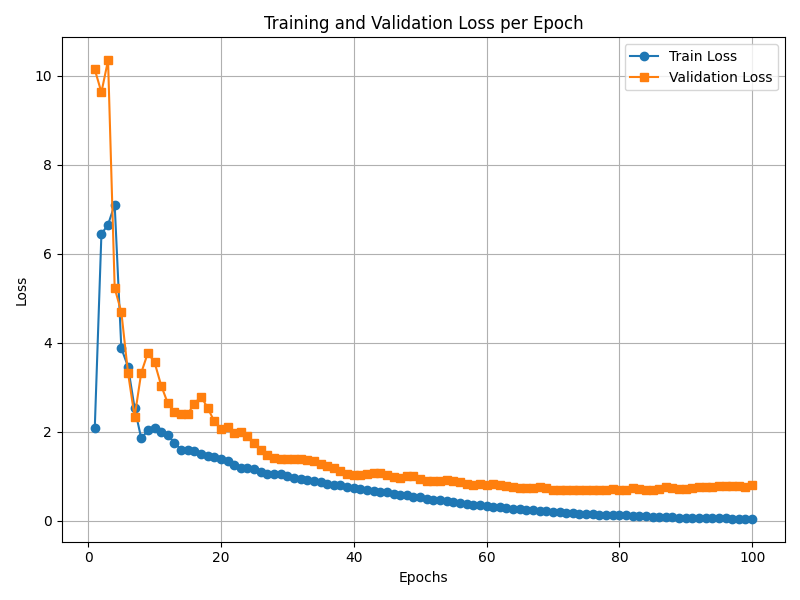 Training and Validation Loss per Epoch
Train Loss
Validation Loss
Loss
10
8
6
4
2
0
0 20 40 60 80 100
Epochs